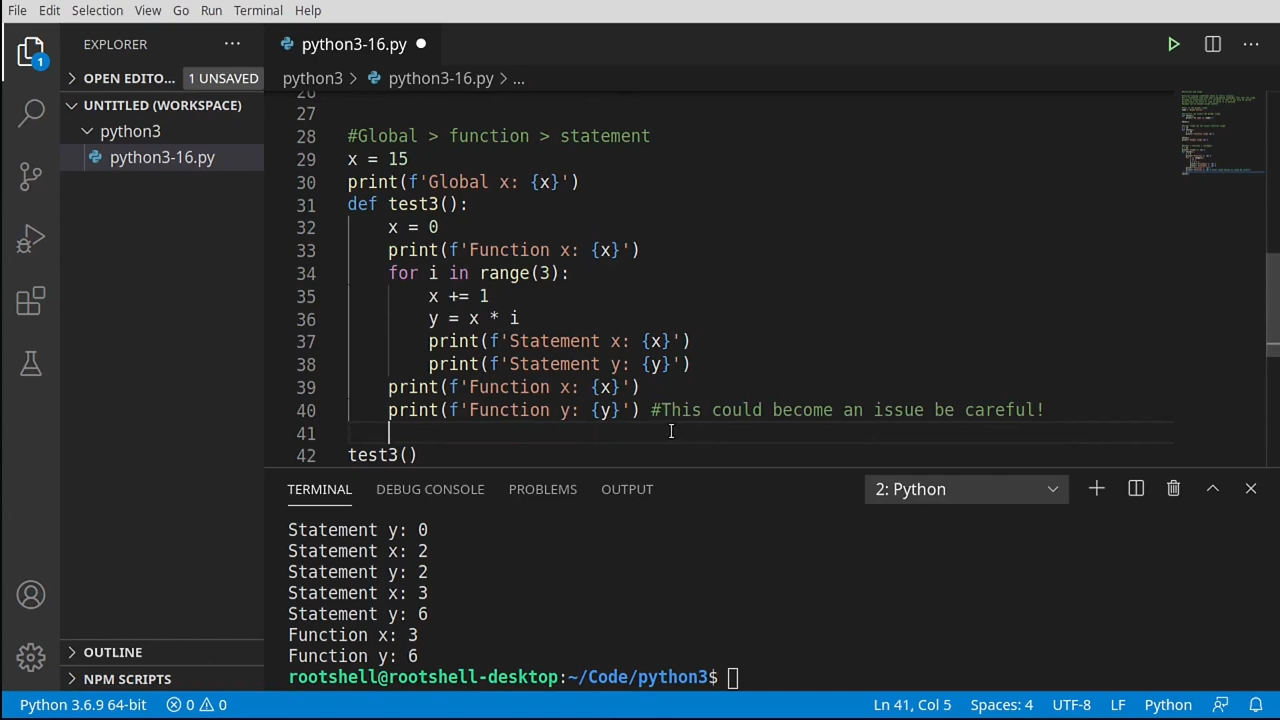 File Edit Selection View Go Run Terminal Help
EXPLORER
python3-16.py
1
OPEN EDITO... 1 UNSAVED
python3 > python3-16.py > ...
UNTITLED (WORKSPACE)
python3
python3-16.py
26
27
28 #Global > function > statement
29 x = 15
30 print(f'Global x: {x}')
31 def test3():
32 x = 0
33 print(f'Function x: {x}')
34 for i in range(3):
35 x += 1
36 y = x * i
37 print(f'Statement x: {x}')
38 print(f'Statement y: {y}')
39 print(f'Function x: {x}')
40 print(f'Function y: {y}') #This could become an issue be careful!
41
42 test3()
TERMINAL DEBUG CONSOLE PROBLEMS OUTPUT 2: Python
Statement y: 0
Statement x: 2
Statement y: 2
Statement x: 3
Statement y: 6
Function x: 3
Function y: 6
rootshell@rootshell-desktop:~/Code/python3$
OUTLINE
NPM SCRIPTS
Python 3.6.9 64-bit 0 0 Ln 41, Col 5 Spaces: 4 UTF-8 LF Python